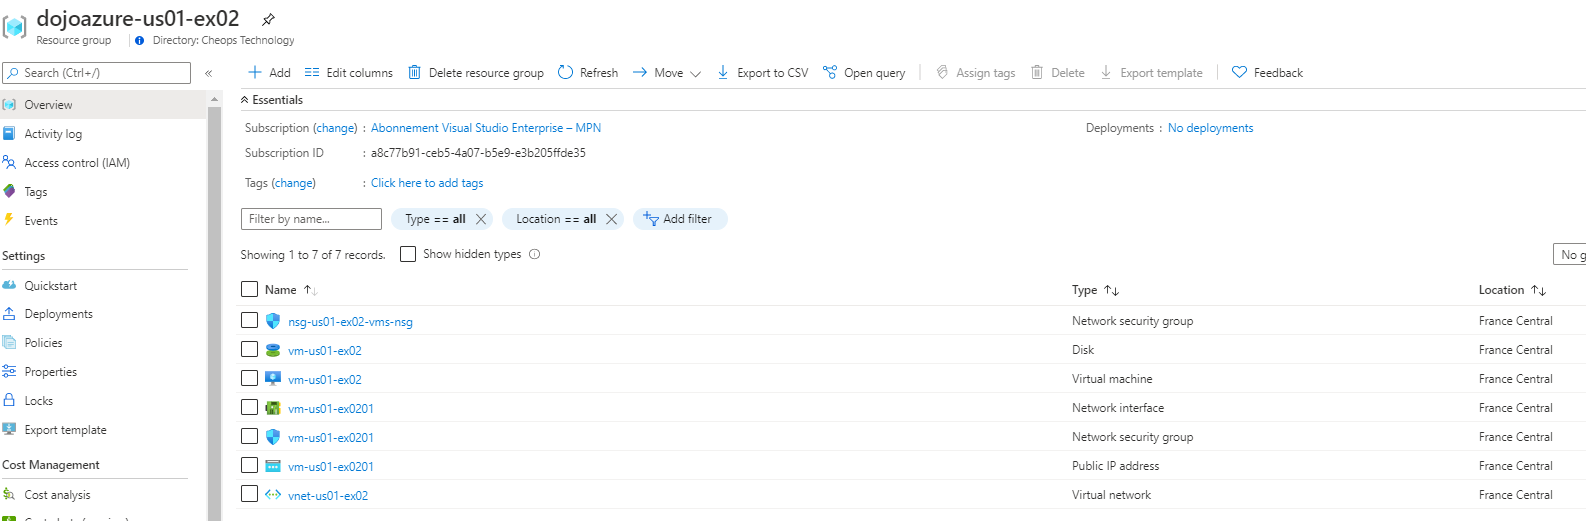 dojoazure-us01-ex02
Resource group
Directory: Cheops Technology
Search (Ctrl+/)
«
Add
Edit columns
Delete resource group
Refresh
Move
Export to CSV
Open query
Assign tags
Delete
Export template
Feedback
Overview
Activity log
Access control (IAM)
Tags
Events
Settings
Quickstart
Deployments
Policies
Properties
Locks
Export template
Cost Management
Cost analysis
Essentials
Subscription (change) : Abonnement Visual Studio Enterprise – MPN
Deployments : No deployments
Subscription ID : a8c77b91-ceb5-4a07-b5e9-e3b205ffde35
Tags (change) : Click here to add tags
Filter by name...
Type == all
Location == all
Add filter
Showing 1 to 7 of 7 records.
Show hidden types
No g
Name Type Location
nsg-us01-ex02-vms-nsg Network security group France Central
vm-us01-ex02 Disk France Central
vm-us01-ex02 Virtual machine France Central
vm-us01-ex0201 Network interface France Central
vm-us01-ex0201 Network security group France Central
vm-us01-ex0201 Public IP address France Central
vnet-us01-ex02 Virtual network France Central